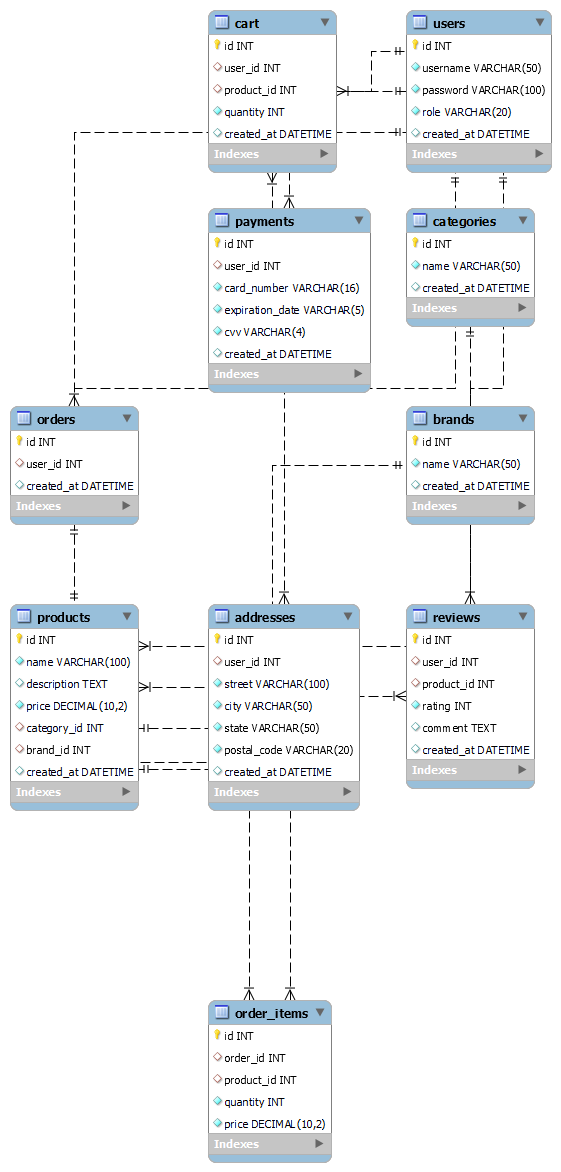 cart
id INT
user_id INT
product_id INT
quantity INT
created_at DATETIME
Indexes
users
id INT
username VARCHAR(50)
password VARCHAR(100)
role VARCHAR(20)
created_at DATETIME
Indexes
payments
id INT
user_id INT
card_number VARCHAR(16)
expiration_date VARCHAR(5)
cvv VARCHAR(4)
created_at DATETIME
Indexes
categories
id INT
name VARCHAR(50)
created_at DATETIME
Indexes
orders
id INT
user_id INT
created_at DATETIME
Indexes
brands
id INT
name VARCHAR(50)
created_at DATETIME
Indexes
products
id INT
name VARCHAR(100)
description TEXT
price DECIMAL(10,2)
category_id INT
brand_id INT
created_at DATETIME
Indexes
addresses
id INT
user_id INT
street VARCHAR(100)
city VARCHAR(50)
state VARCHAR(50)
postal_code VARCHAR(20)
created_at DATETIME
Indexes
reviews
id INT
user_id INT
product_id INT
rating INT
comment TEXT
created_at DATETIME
Indexes
order_items
id INT
order_id INT
product_id INT
quantity INT
price DECIMAL(10,2)
Indexes